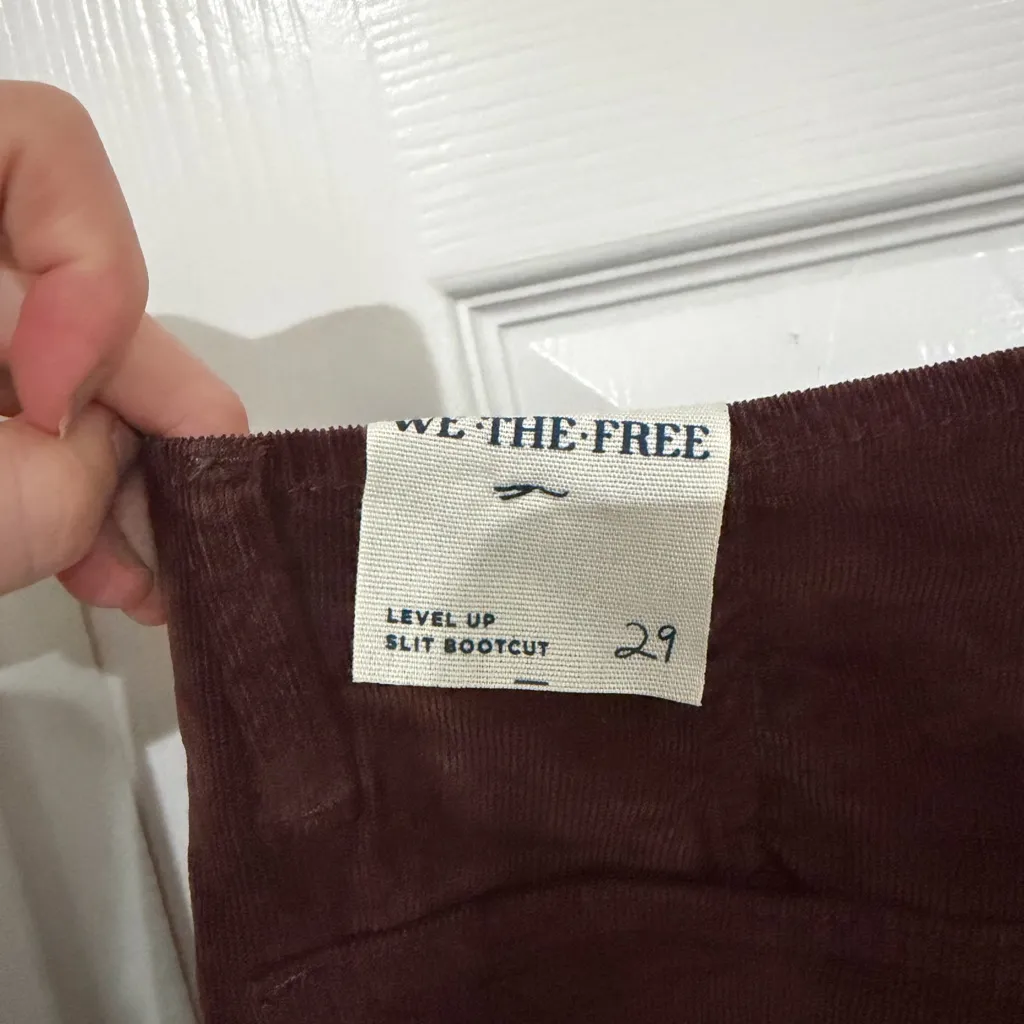 WE·THE·FREE
LEVEL UP
SLIT BOOTCUT
29